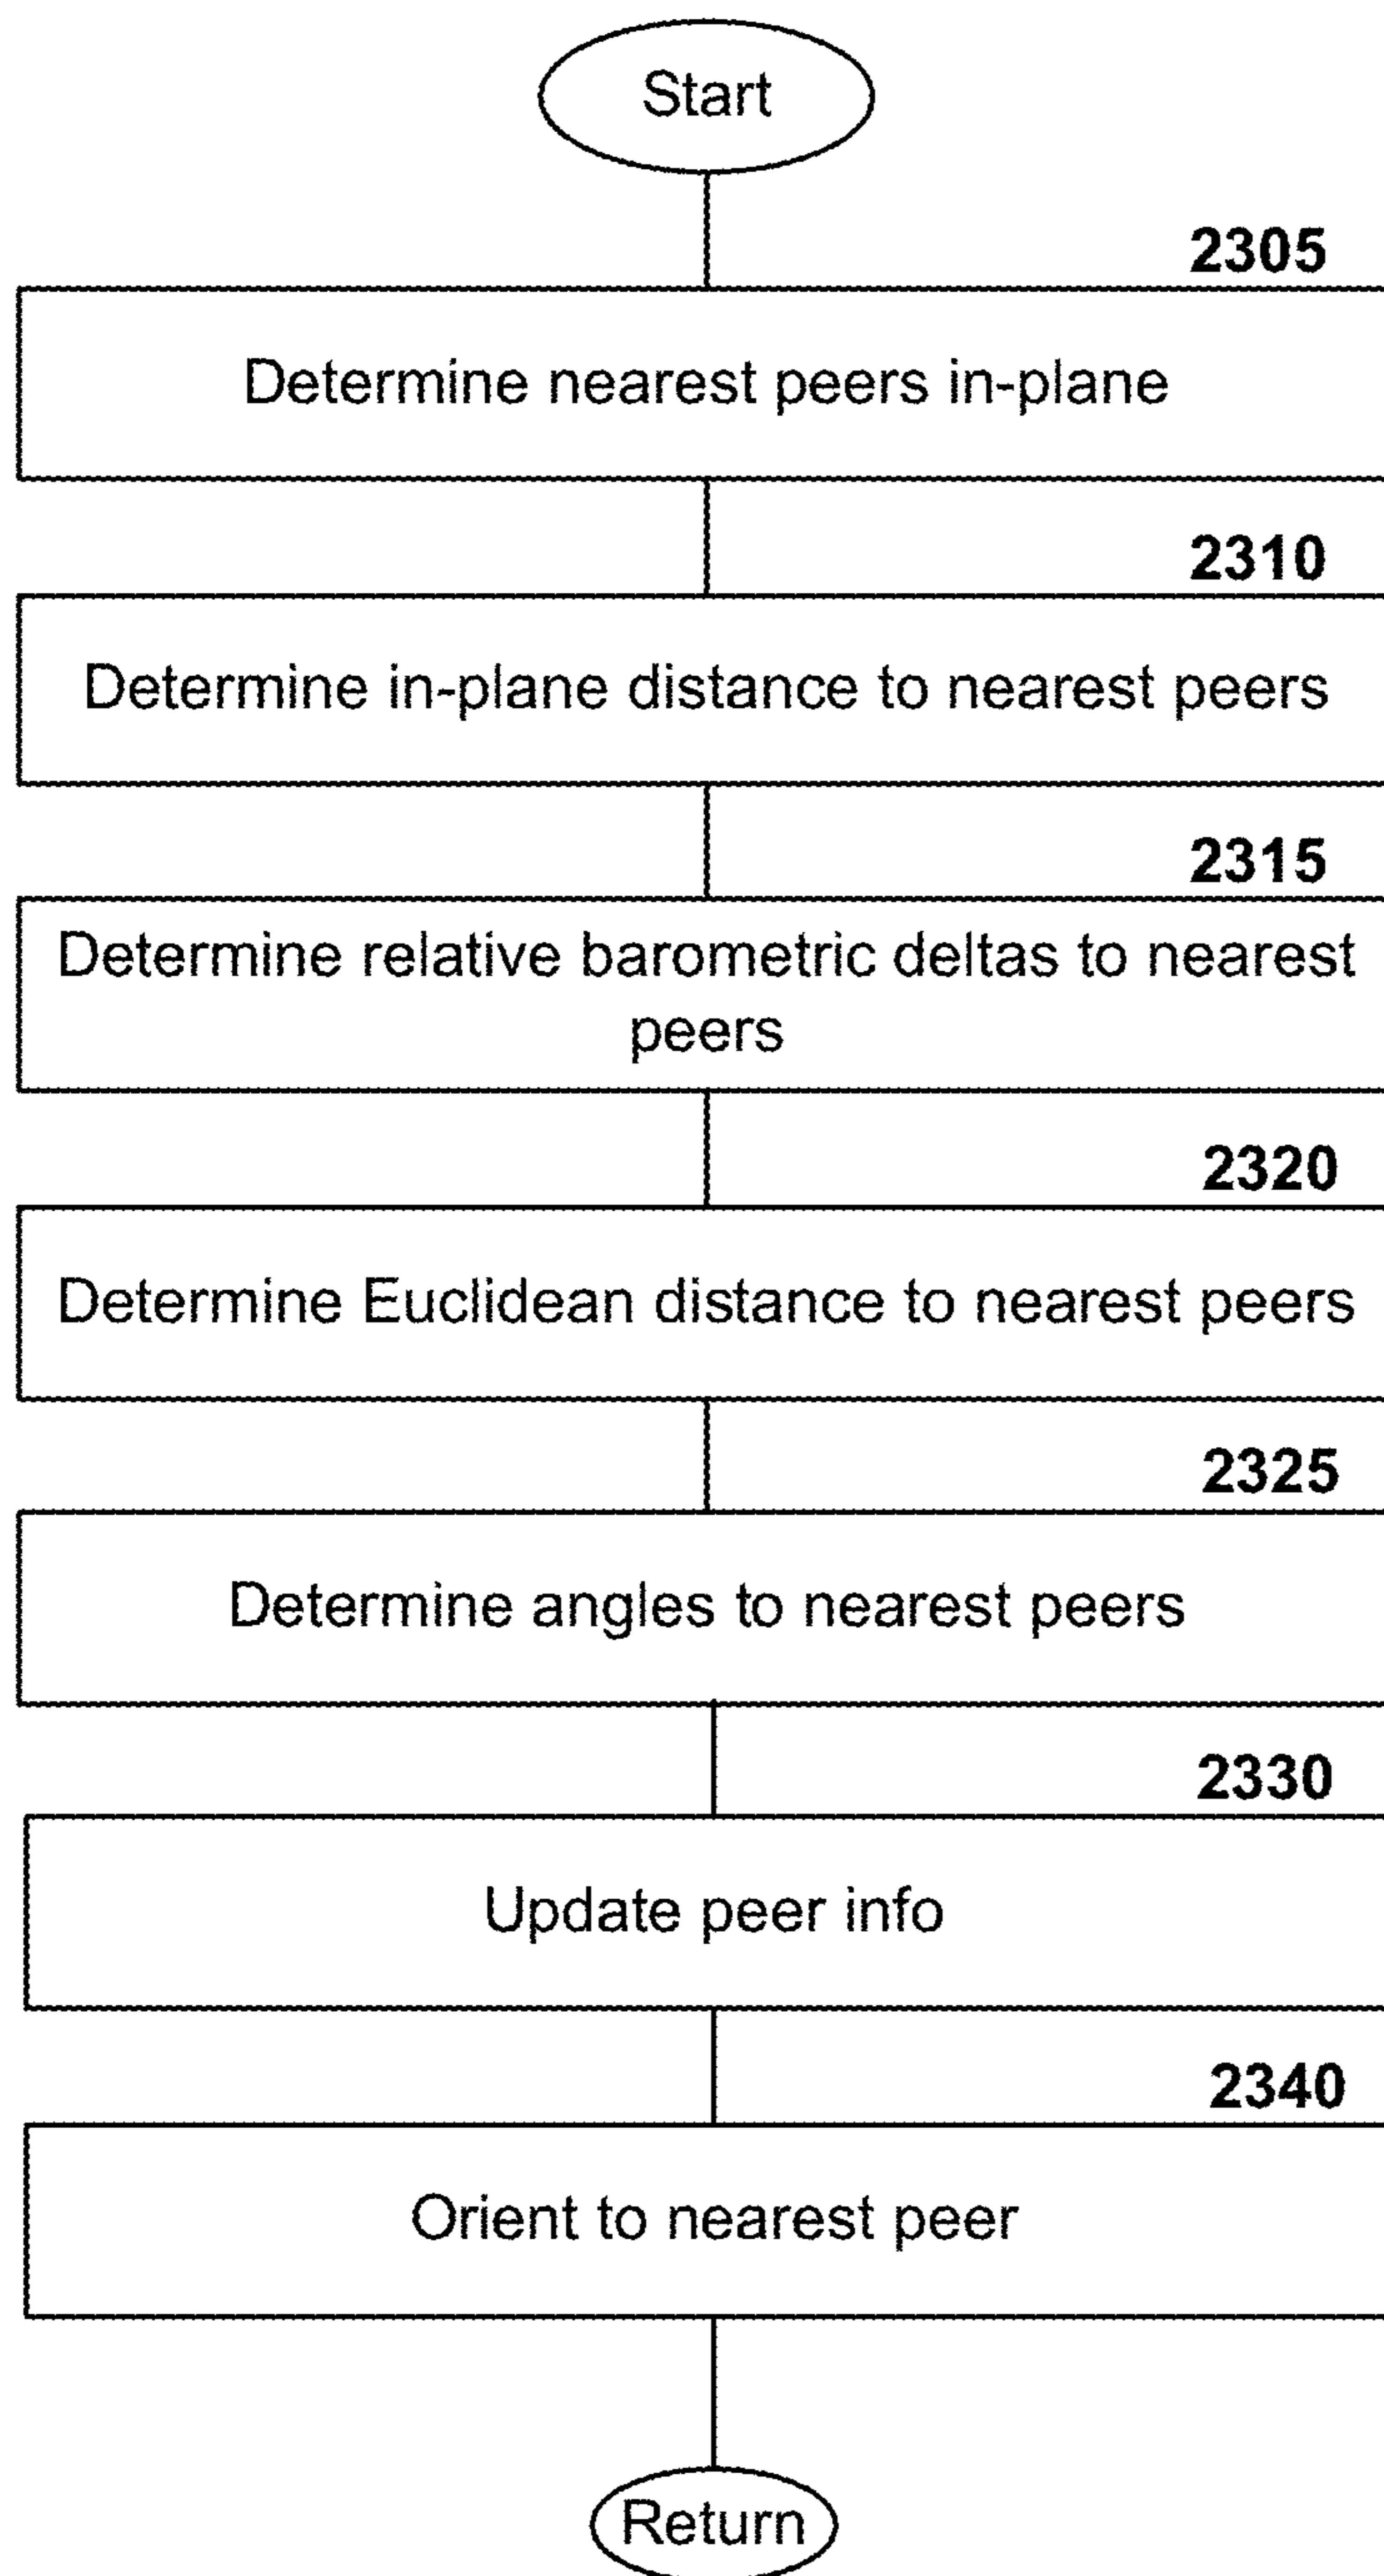 Start
2305
Determine nearest peers in-plane
2310
Determine in-plane distance to nearest peers
2315
Determine relative barometric deltas to nearest
peers
2320
Determine Euclidean distance to nearest peers
2325
Determine angles to nearest peers
2330
Update peer info
2340
Orient to nearest peer
Return